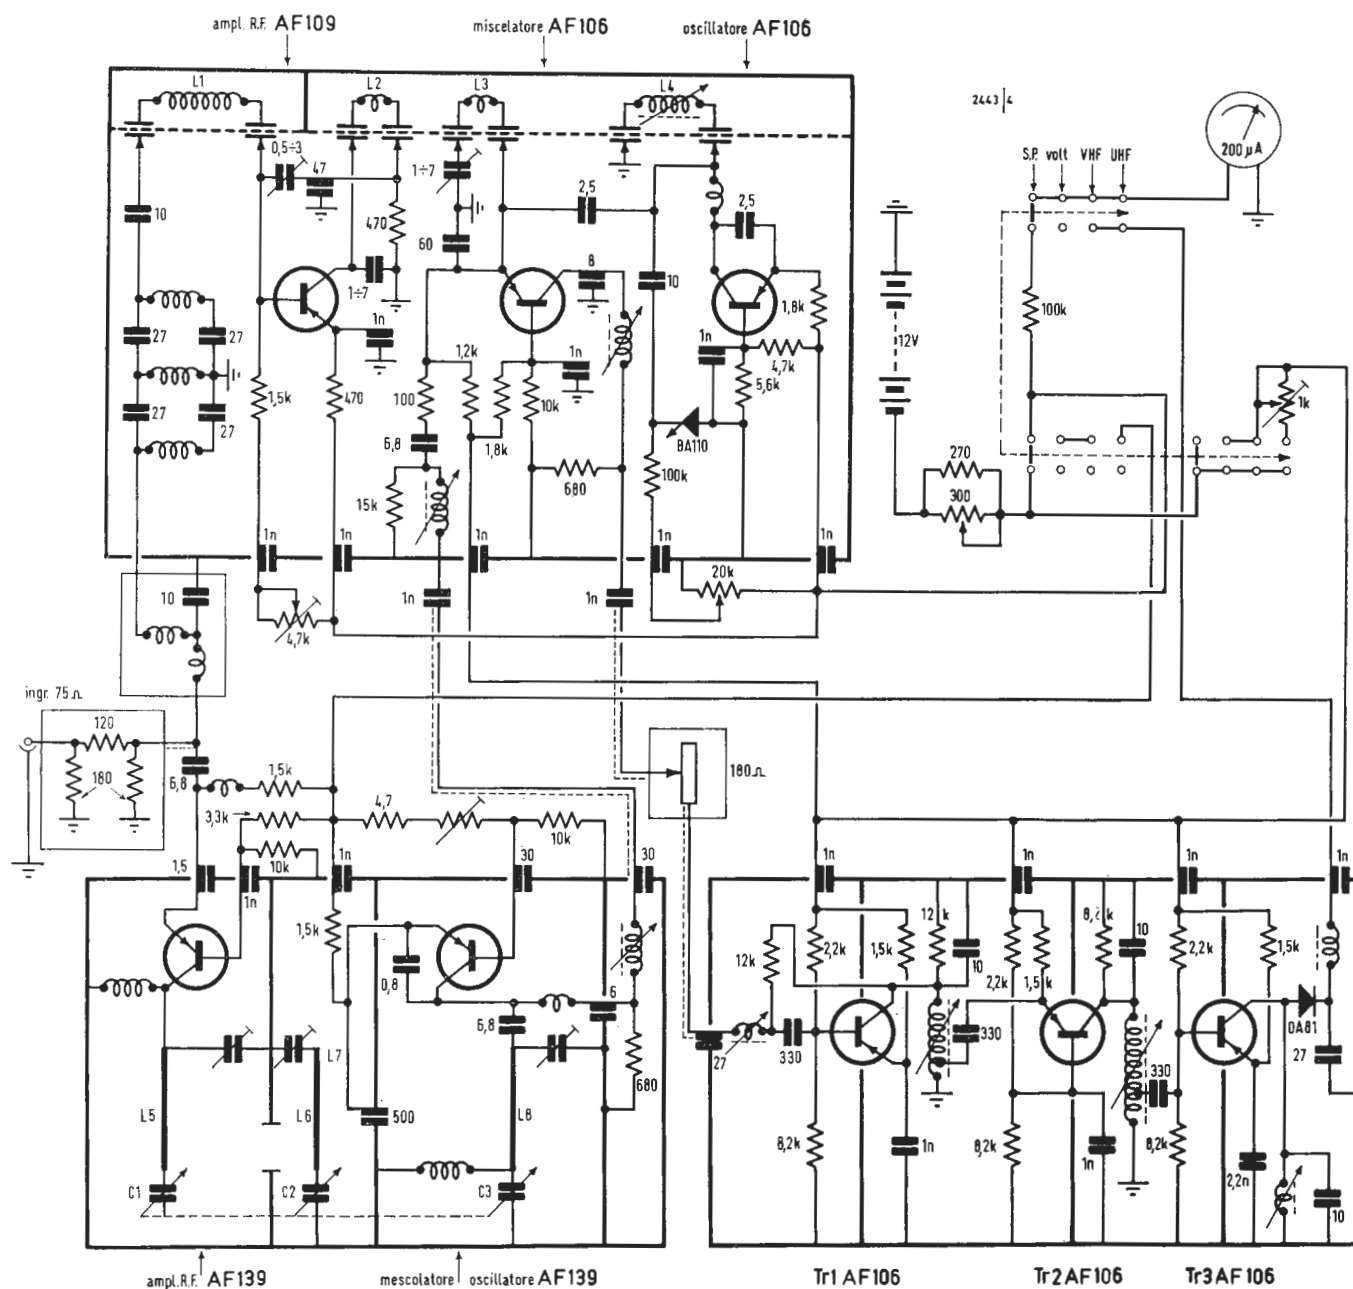 ampl. R.F. AF109
miscelatore AF106
oscillatore AF106
L1
L2
L3
L4
2443/4
200 µA
S.P. volt VHF UHF
0,5÷3
47
1÷7
2,5
2,5
10
470
60
8
10
1÷7
1,8k
100k
27
27
1n
1,2k
1n
1n
4,7k
12V
1,5k
470
100
10k
5,6k
1k
27
27
6,8
1,8k
BA110
270
15k
680
100k
300
1n
1n
1n
1n
1n
20k
10
4,7k
1n
1n
ingr. 75Ω
120
180
6,8
1,5k
180Ω
3,3k
4,7
10k
10k
1,5
1n
1n
30
30
1n
1n
1n
1n
1,5k
0,8
6
6,8
12k
2,2k
1,5k
12k
10
2,2k
1,5k
8,2k
10
2,2k
1,5k
L7
680
27
330
330
330
OA81
27
L5
L6
500
L8
8,2k
1n
8,2k
1n
8,2k
2,2n
10
C1
C2
C3
ampl. R.F. AF139
mescolatore oscillatore AF139
Tr1 AF106
Tr2 AF106
Tr3 AF106